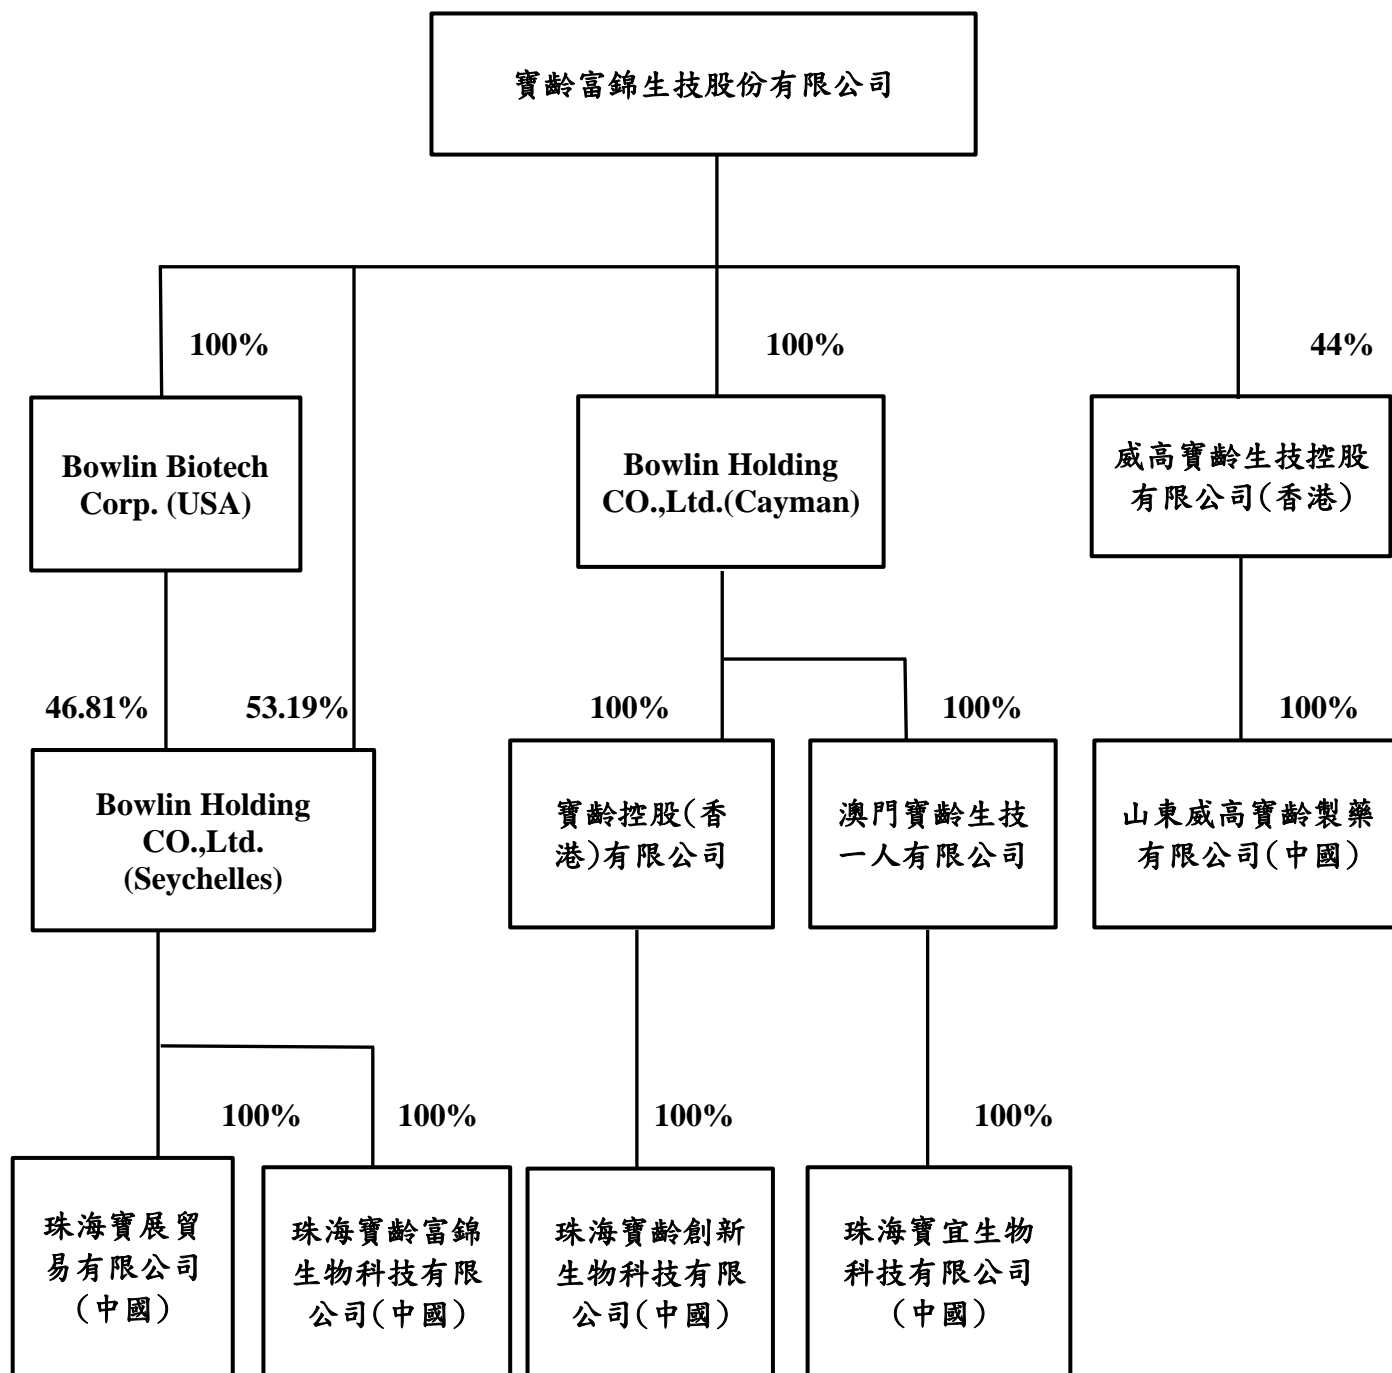 寶齡富錦生技股份有限公司
100%
100%
44%
Bowlin Biotech
Corp. (USA)
Bowlin Holding
CO.,Ltd.(Cayman)
威高寶齡生技控股
有限公司(香港)
46.81%
53.19%
100%
100%
100%
Bowlin Holding
CO.,Ltd.
(Seychelles)
寶齡控股(香
港)有限公司
澳門寶齡生技
一人有限公司
山東威高寶齡製藥
有限公司(中國)
100%
100%
100%
100%
珠海寶展貿
易有限公司
(中國)
珠海寶齡富錦
生物科技有限
公司(中國)
珠海寶齡創新
生物科技有限
公司(中國)
珠海寶宜生物
科技有限公司
(中國)